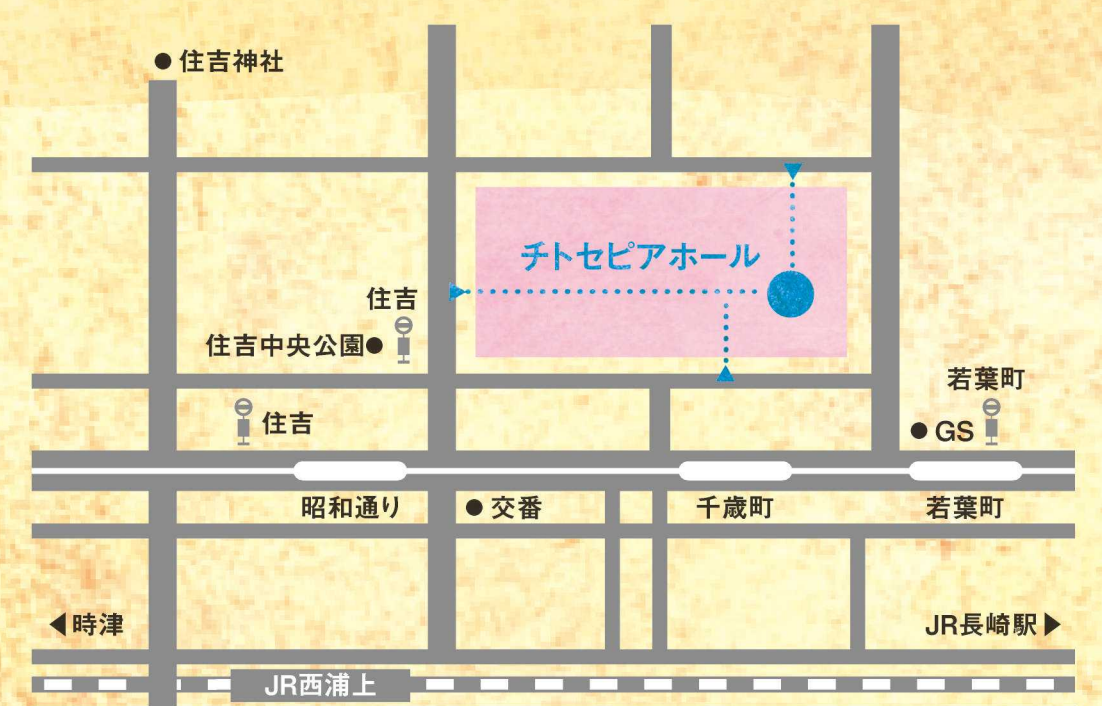 住吉神社
チトセピアホール
住吉
住吉中央公園
若葉町
住吉
GS
昭和通り
交番
千歳町
若葉町
時津
JR長崎駅
JR西浦上